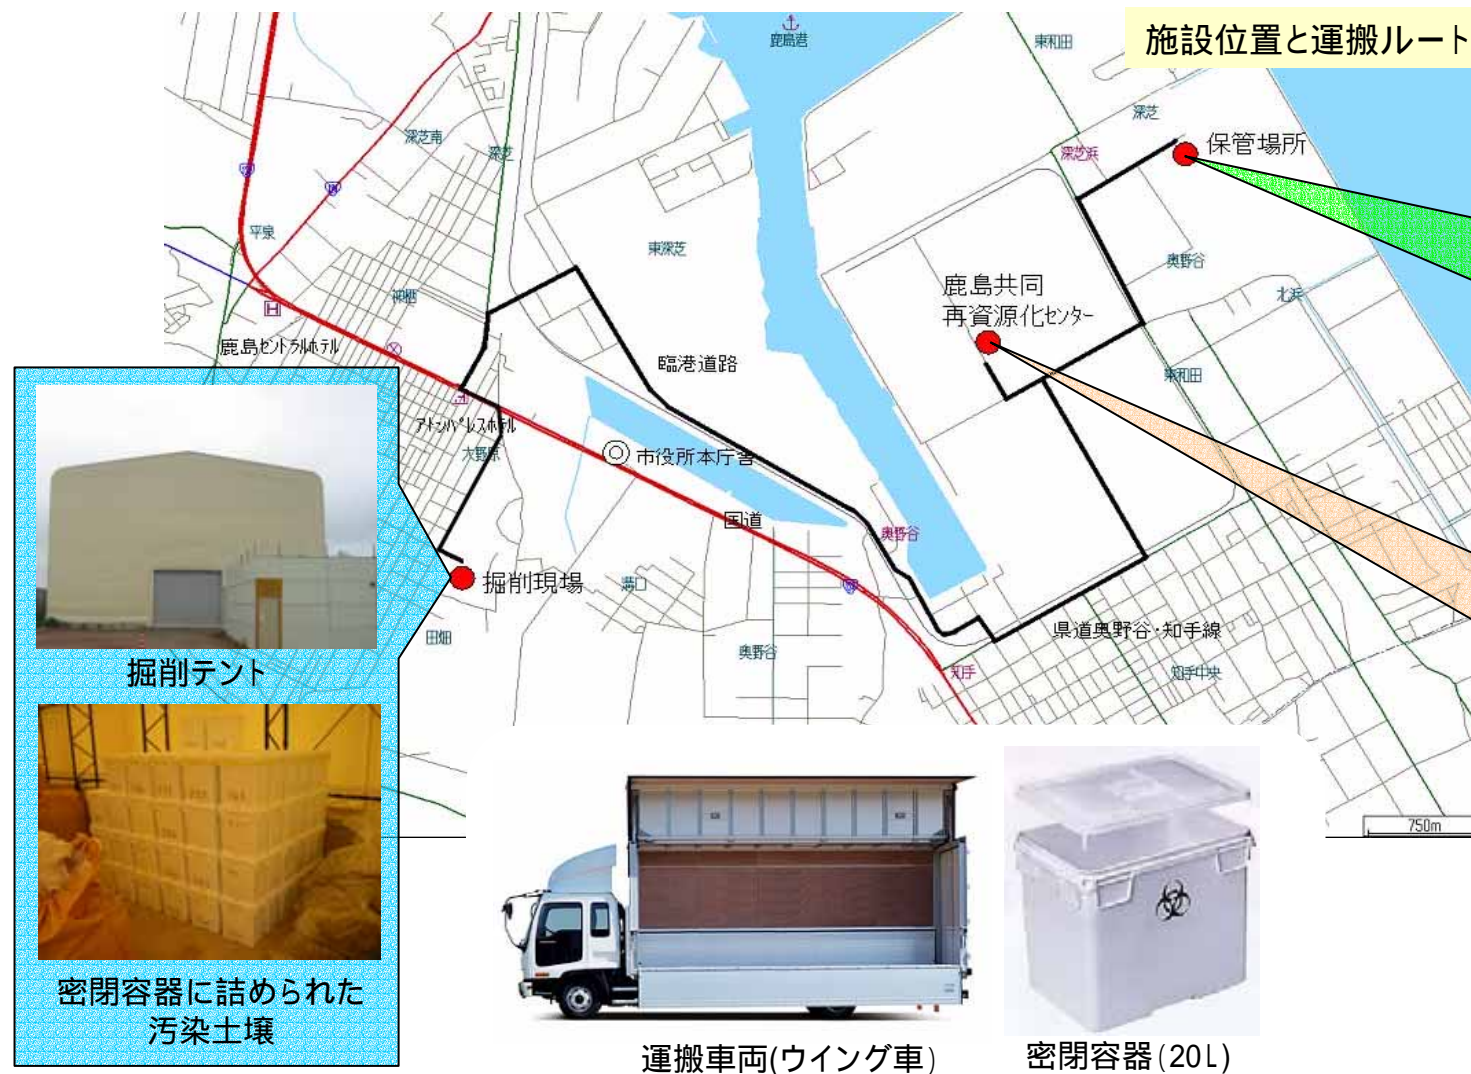 施設位置と運搬ルート
鹿島港
東和田
深芝
深芝南
深芝
深芝浜
保管場所
平泉
東深芝
奥野谷
神栖
鹿島共同
再資源化センター
北浜
鹿島セントラルホテル
臨港道路
東和田
アトンパレスホテル
大野原
市役所本庁舎
国道
奥野谷
掘削現場
溝口
田畑
県道奥野谷・知手線
奥野谷
知手
知手中央
掘削テント
750m
密閉容器に詰められた
汚染土壌
運搬車両(ウイング車)
密閉容器(20L)